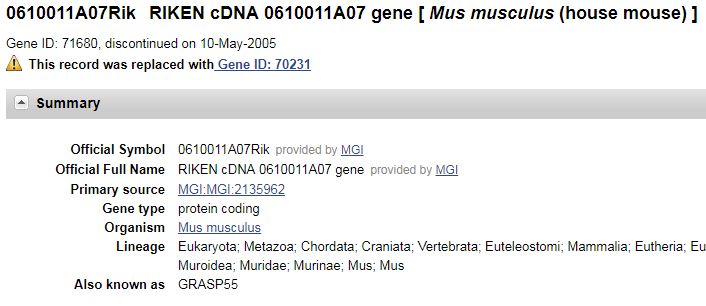 0610011A07Rik RIKEN cDNA 0610011A07 gene [ Mus musculus (house mouse) ]
Gene ID: 71680, discontinued on 10-May-2005
This record was replaced with Gene ID: 70231
Summary
Official Symbol 0610011A07Rik provided by MGI
Official Full Name RIKEN cDNA 0610011A07 gene provided by MGI
Primary source MGI:MGI:2135962
Gene type protein coding
Organism Mus musculus
Lineage Eukaryota; Metazoa; Chordata; Craniata; Vertebrata; Euteleostomi; Mammalia; Eutheria; Eu
Muroidea; Muridae; Murinae; Mus; Mus
Also known as GRASP55